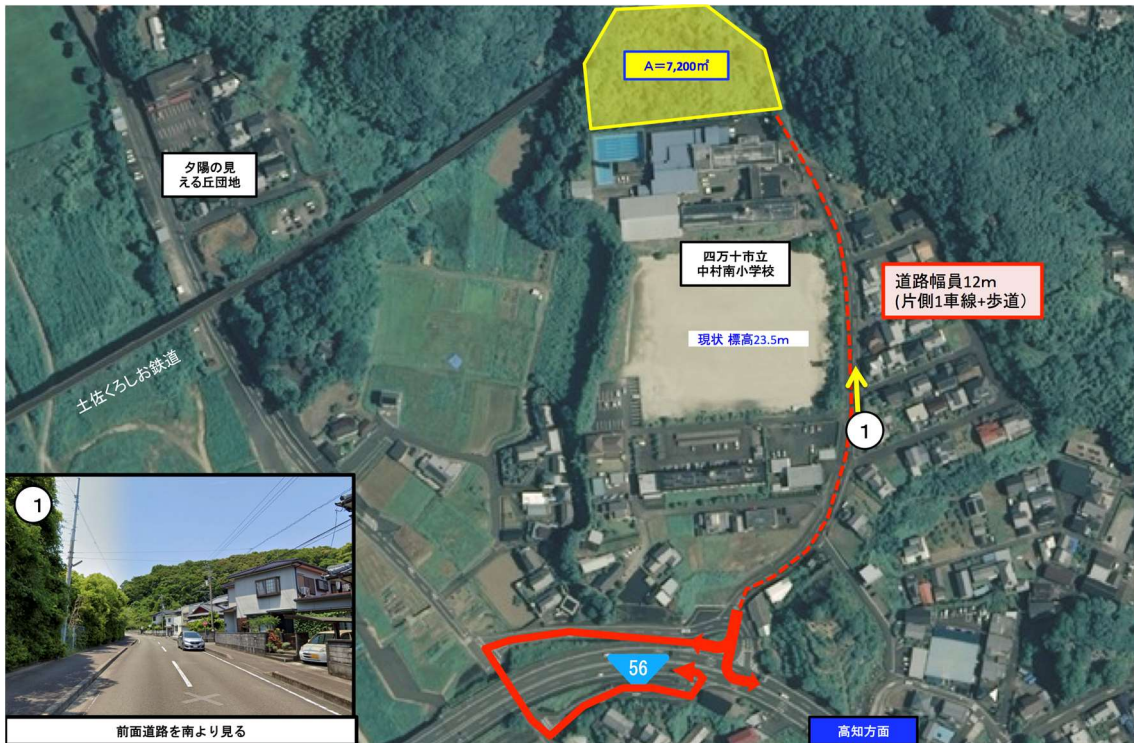 A＝7,200㎡
夕陽の見
える丘団地
四万十市立
中村南小学校
道路幅員12m
(片側1車線+歩道）
現状 標高23.5m
土佐くろしお鉄道
1
1
56
前面道路を南より見る
高知方面